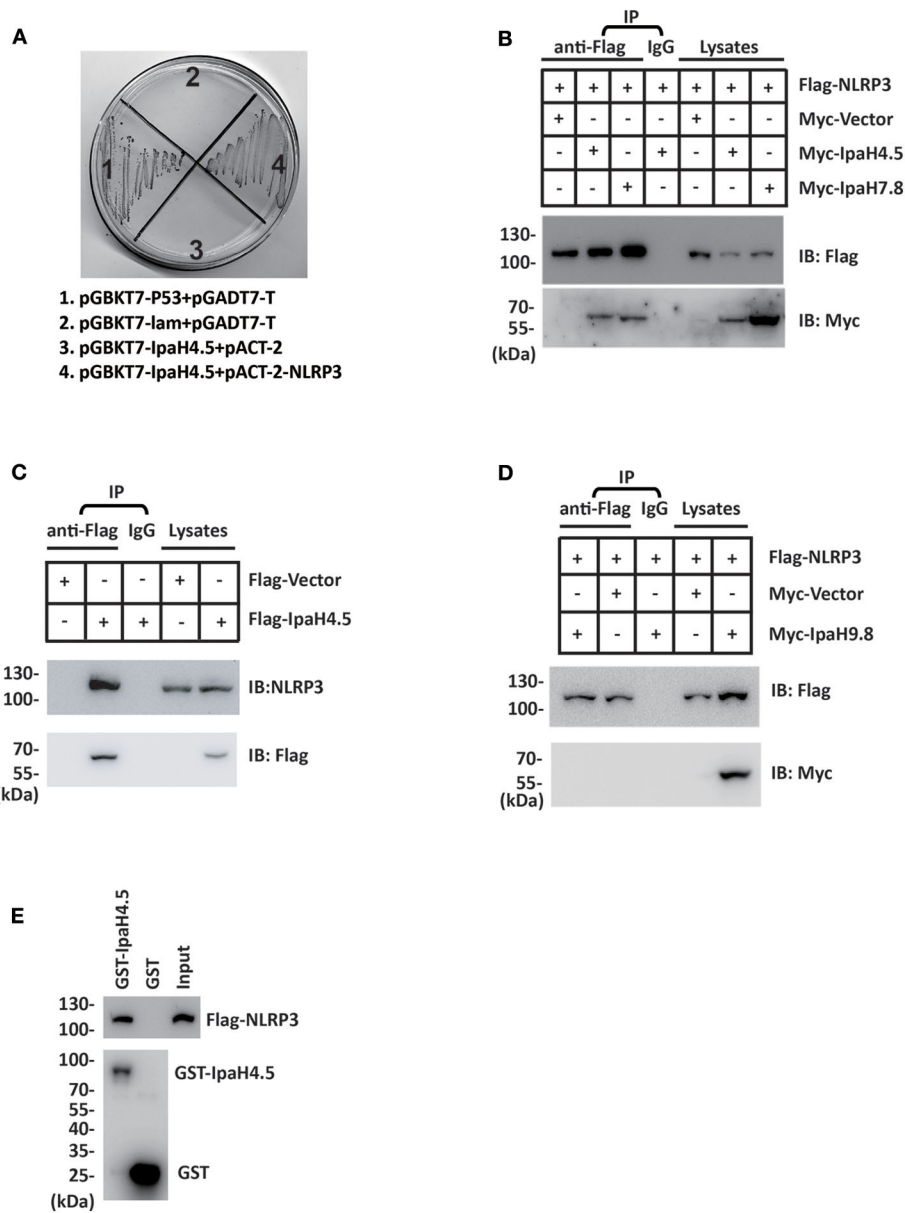 A
2
1
4
3
1. pGBKT7-P53+pGADT7-T
2. pGBKT7-lam+pGADT7-T
3. pGBKT7-IpaH4.5+pACT-2
4. pGBKT7-IpaH4.5+pACT-2-NLRP3
B
IP
anti-Flag IgG Lysates
+ + + + + + + Flag-NLRP3
+ - - - + - - Myc-Vector
- + - + - + - Myc-IpaH4.5
- - + - - - + Myc-IpaH7.8
130-
100-
IB: Flag
70-
55-
IB: Myc
(kDa)
C
IP
anti-Flag IgG Lysates
+ - - + - Flag-Vector
- + + - + Flag-IpaH4.5
130-
100-
IB:NLRP3
70-
55-
IB: Flag
(kDa)
D
IP
anti-Flag IgG Lysates
+ + + + + Flag-NLRP3
- + - + - Myc-Vector
+ - + - + Myc-IpaH9.8
130-
100-
IB: Flag
70-
55-
IB: Myc
(kDa)
E
GST-IpaH4.5
GST
Input
130-
100-
Flag-NLRP3
100-
70-
55-
40-
35-
25-
GST-IpaH4.5
GST
(kDa)